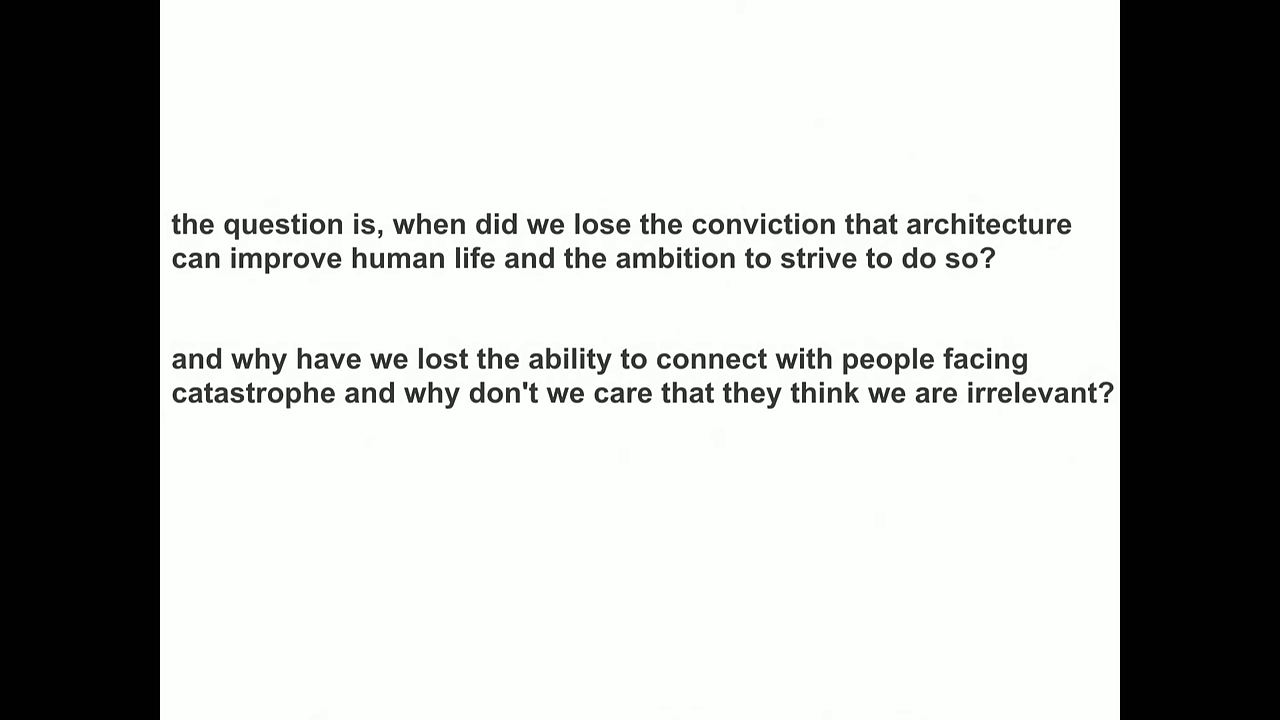 the question is, when did we lose the conviction that architecture
can improve human life and the ambition to strive to do so?
and why have we lost the ability to connect with people facing
catastrophe and why don't we care that they think we are irrelevant?